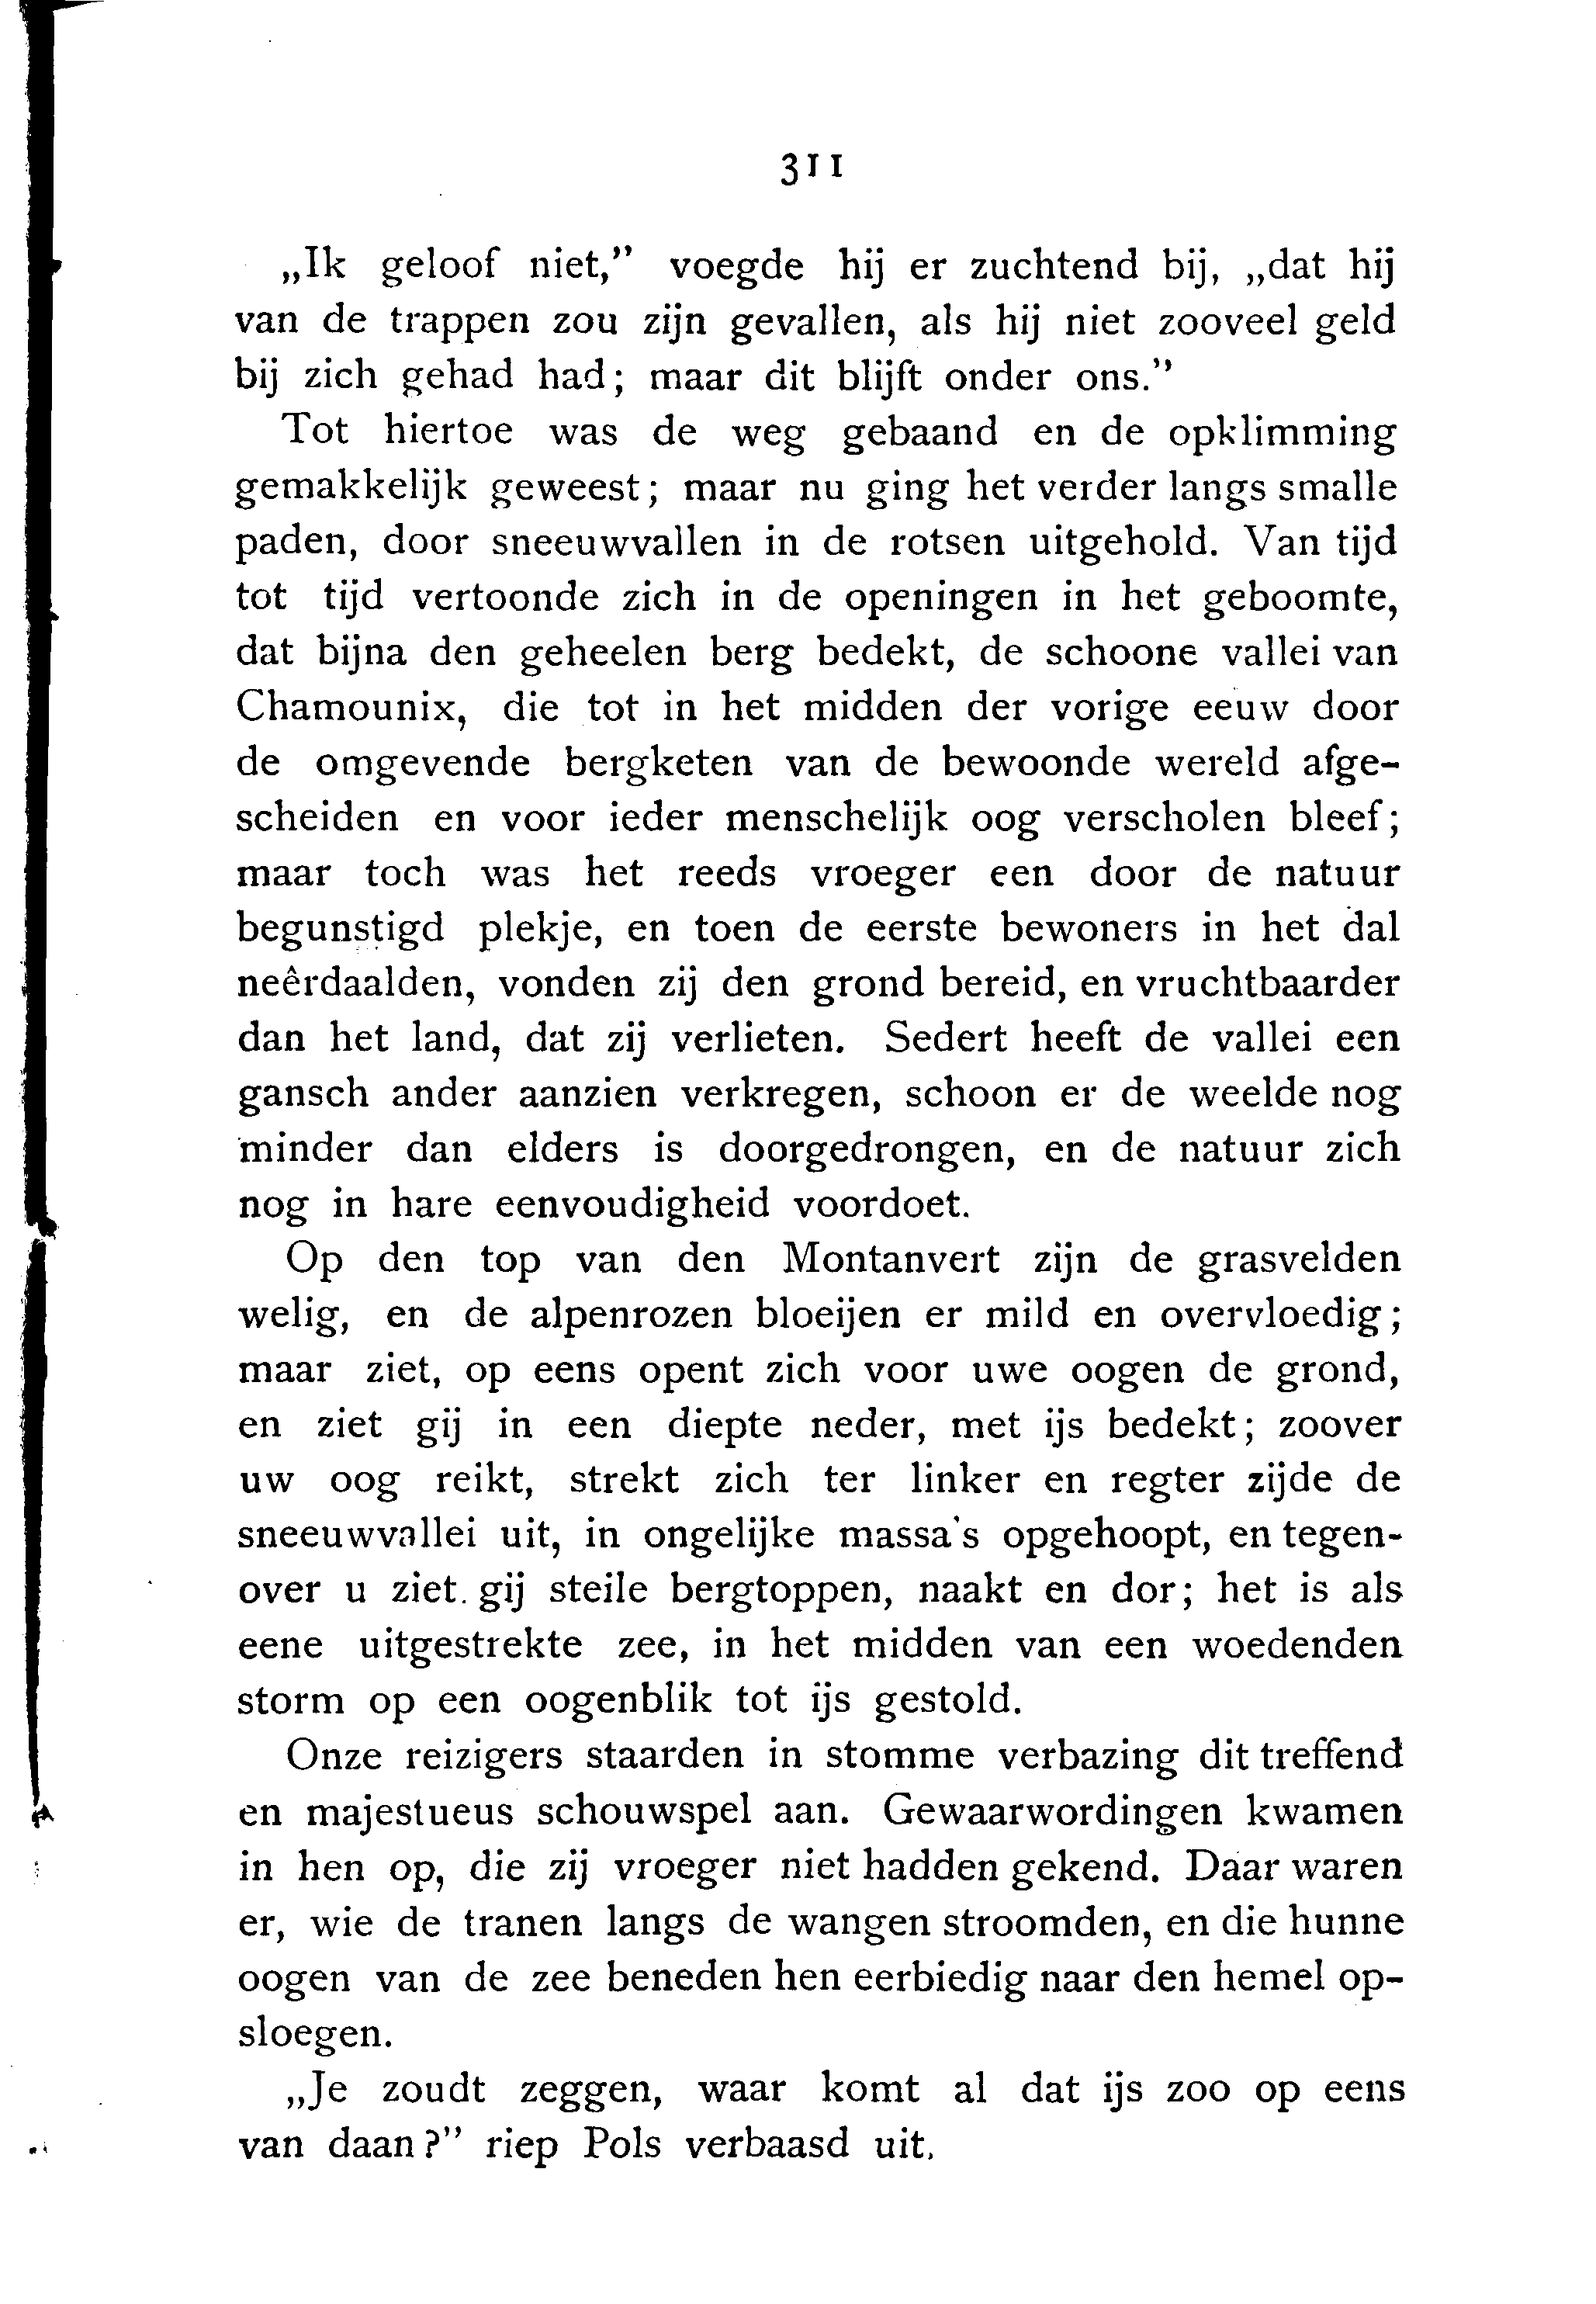 311
„Ik geloof niet,” voegde hij er zuchtend bij, „dat hij
van de trappen zou zijn gevallen, als hij niet zooveel geld
bij zich gehad had; maar dit blijft onder ons.”
Tot hiertoe was de weg gebaand en de opklimming
gemakkelijk geweest; maar nu ging het verder langs smalle
paden, door sneeuwvallen in de rotsen uitgehold. Van tijd
tot tijd vertoonde zich in de openingen in het geboomte,
dat bijna den geheelen berg bedekt, de schoone vallei van
Chamounix, die tot in het midden der vorige eeuw door
de omgevende bergketen van de bewoonde wereld afge-
scheiden en voor ieder menschelijk oog verscholen bleef;
maar toch was het reeds vroeger een door de natuur
begunstigd plekje, en toen de eerste bewoners in het dal
neêrdaalden, vonden zij den grond bereid, en vruchtbaarder
dan het land, dat zij verlieten. Sedert heeft de vallei een
gansch ander aanzien verkregen, schoon er de weelde nog
minder dan elders is doorgedrongen, en de natuur zich
nog in hare eenvoudigheid voordoet.
Op den top van den Montanvert zijn de grasvelden
welig, en de alpenrozen bloeijen er mild en overvloedig;
maar ziet, op eens opent zich voor uwe oogen de grond,
en ziet gij in een diepte neder, met ijs bedekt; zoover
uw oog reikt, strekt zich ter linker en regter zijde de
sneeuwvallei uit, in ongelijke massa's opgehoopt, en tegen-
over u ziet gij steile bergtoppen, naakt en dor; het is als
eene uitgestrekte zee, in het midden van een woedenden
storm op een oogenblik tot ijs gestold.
Onze reizigers staarden in stomme verbazing dit treffend
en majestueus schouwspel aan. Gewaarwordingen kwamen
in hen op, die zij vroeger niet hadden gekend. Daar waren
er, wie de tranen langs de wangen stroomden, en die hunne
oogen van de zee beneden hen eerbiedig naar den hemel op-
sloegen.
„Je zoudt zeggen, waar komt al dat ijs zoo op eens
van daan?” riep Pols verbaasd uit.